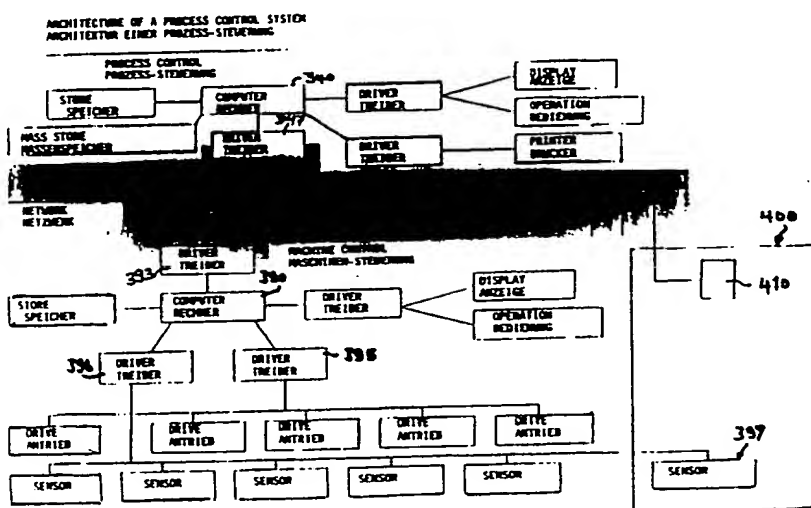 ARCHITECTURE OF A PROCESS CONTROL SYSTEM
ARCHITEKTUR EINER PROZESS-STEUERUNG
PROCESS CONTROL
PROZESS-STEUERUNG
340
STORE
SPEICHER
COMPUTER
RECHNER
DRIVER
TREIBER
DISPLAY
ANZEIGE
OPERATION
BEDIENUNG
MASS STORE
MASSENSPEICHER
DRIVER
TREIBER
DRIVER
TREIBER
PRINTER
DRUCKER
NETWORK
NETZWERK
400
DRIVER
TREIBER
393
MACHINE CONTROL
MASCHINEN-STEUERUNG
390
410
STORE
SPEICHER
COMPUTER
RECHNER
DRIVER
TREIBER
DISPLAY
ANZEIGE
OPERATION
BEDIENUNG
396
DRIVER
TREIBER
DRIVER
TREIBER
395
DRIVE
ANTRIEB
DRIVE
ANTRIEB
DRIVE
ANTRIEB
DRIVE
ANTRIEB
DRIVE
ANTRIEB
397
SENSOR
SENSOR
SENSOR
SENSOR
SENSOR
SENSOR